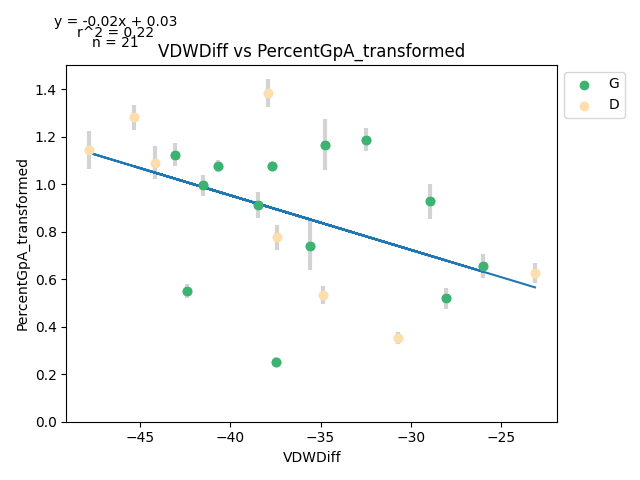 y = -0.02x + 0.03
r^2 = 0.22
n = 21
VDWDiff vs PercentGpA_transformed
G
D
PercentGpA_transformed
1.4
1.2
1.0
0.8
0.6
0.4
0.2
0.0
−45
−40
−35
−30
−25
VDWDiff